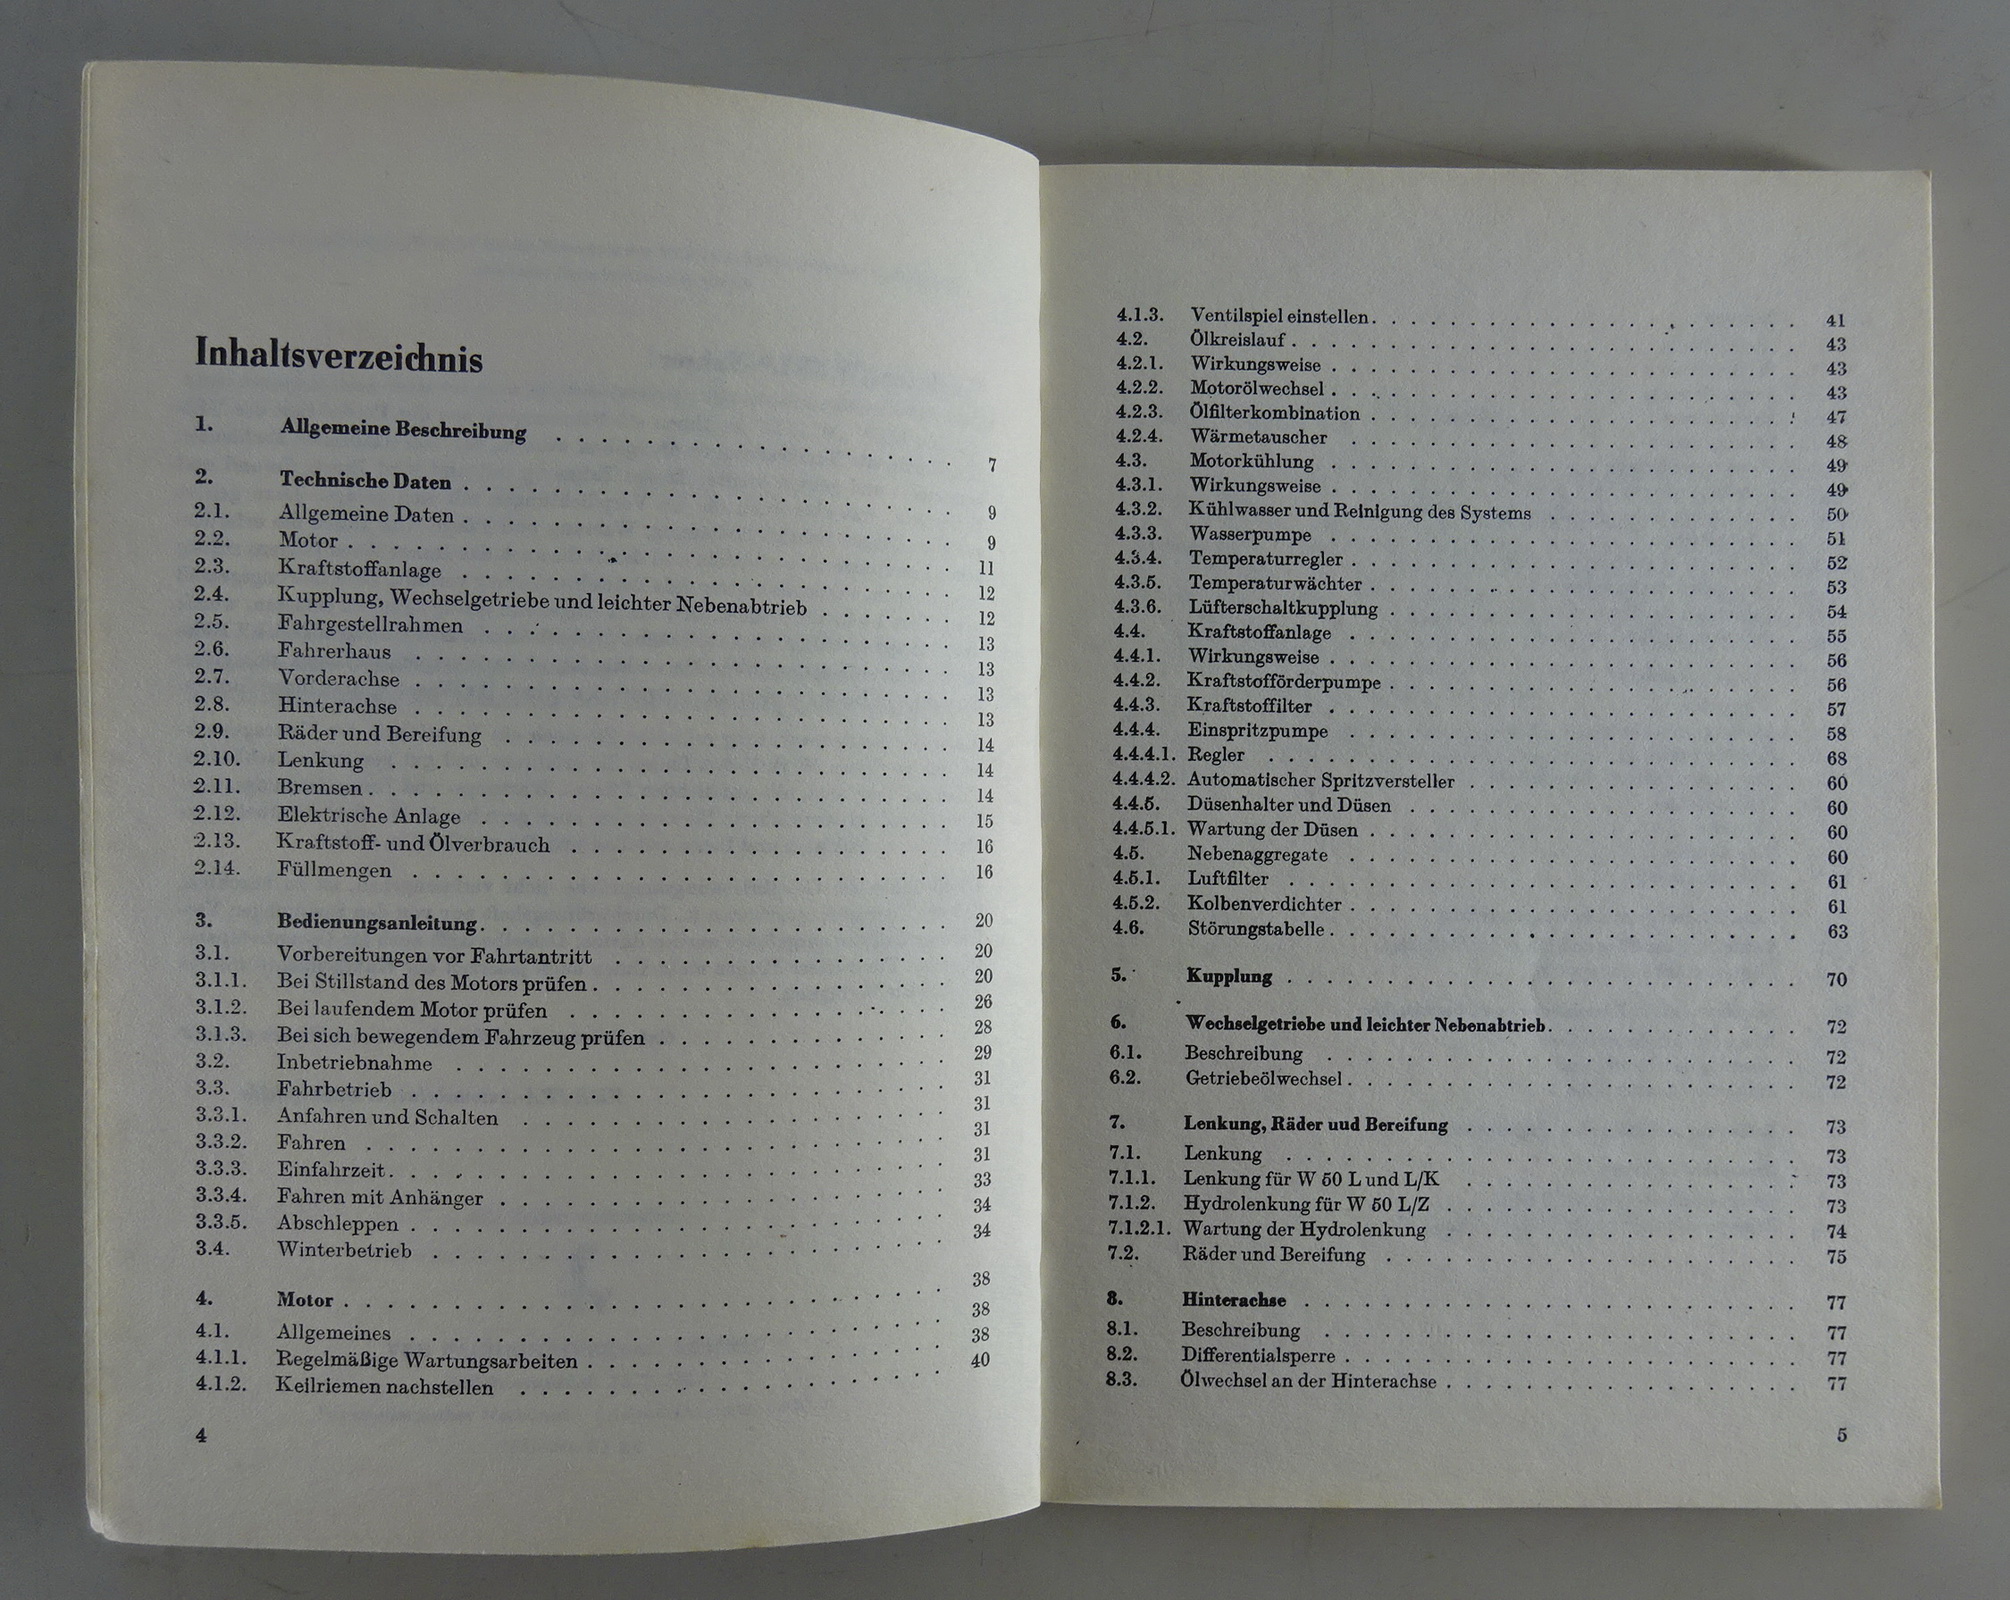 Inhaltsverzeichnis
1. Allgemeine Beschreibung . . . . . 7
2. Technische Daten . . . . . 9
2.1. Allgemeine Daten . . . . . 9
2.2. Motor . . . . . 11
2.3. Kraftstoffanlage . . . . . 12
2.4. Kupplung, Wechselgetriebe und leichter Nebenabtrieb . . . . . 12
2.5. Fahrgestellrahmen . . . . . 13
2.6. Fahrerhaus . . . . . 13
2.7. Vorderachse . . . . . 13
2.8. Hinterachse . . . . . 13
2.9. Räder und Bereifung . . . . . 14
2.10. Lenkung . . . . . 14
2.11. Bremsen . . . . . 14
2.12. Elektrische Anlage . . . . . 15
2.13. Kraftstoff- und Ölverbrauch . . . . . 16
2.14. Füllmengen . . . . . 16
3. Bedienungsanleitung . . . . . 20
3.1. Vorbereitungen vor Fahrtantritt . . . . . 20
3.1.1. Bei Stillstand des Motors prüfen . . . . . 20
3.1.2. Bei laufendem Motor prüfen . . . . . 26
3.1.3. Bei sich bewegendem Fahrzeug prüfen . . . . . 28
3.2. Inbetriebnahme . . . . . 29
3.3. Fahrbetrieb . . . . . 31
3.3.1. Anfahren und Schalten . . . . . 31
3.3.2. Fahren . . . . . 31
3.3.3. Einfahrzeit . . . . . 31
3.3.4. Fahren mit Anhänger . . . . . 33
3.3.5. Abschleppen . . . . . 34
3.4. Winterbetrieb . . . . . 34
4. Motor . . . . . 38
4.1. Allgemeines . . . . . 38
4.1.1. Regelmäßige Wartungsarbeiten . . . . . 38
4.1.2. Keilriemen nachstellen . . . . . 40
4
4.1.3. Ventilspiel einstellen . . . . . 41
4.2. Ölkreislauf . . . . . 43
4.2.1. Wirkungsweise . . . . . 43
4.2.2. Motorölwechsel . . . . . 43
4.2.3. Ölfilterkombination . . . . . 47
4.2.4. Wärmetauscher . . . . . 48
4.3. Motorkühlung . . . . . 49
4.3.1. Wirkungsweise . . . . . 49
4.3.2. Kühlwasser und Reinigung des Systems . . . . . 50
4.3.3. Wasserpumpe . . . . . 51
4.3.4. Temperaturregler . . . . . 52
4.3.5. Temperaturwächter . . . . . 53
4.3.6. Lüfterschaltkupplung . . . . . 54
4.4. Kraftstoffanlage . . . . . 55
4.4.1. Wirkungsweise . . . . . 56
4.4.2. Kraftstofförderpumpe . . . . . 56
4.4.3. Kraftstoffilter . . . . . 57
4.4.4. Einspritzpumpe . . . . . 58
4.4.4.1. Regler . . . . . 68
4.4.4.2. Automatischer Spritzversteller . . . . . 60
4.4.5. Düsenhalter und Düsen . . . . . 60
4.4.5.1. Wartung der Düsen . . . . . 60
4.5. Nebenaggregate . . . . . 60
4.5.1. Luftfilter . . . . . 61
4.5.2. Kolbenverdichter . . . . . 61
4.6. Störungstabelle . . . . . 63
5. Kupplung . . . . . 70
6. Wechselgetriebe und leichter Nebenabtrieb . . . . . 72
6.1. Beschreibung . . . . . 72
6.2. Getriebeölwechsel . . . . . 72
7. Lenkung, Räder uud Bereifung . . . . . 73
7.1. Lenkung . . . . . 73
7.1.1. Lenkung für W 50 L und L/K . . . . . 73
7.1.2. Hydrolenkung für W 50 L/Z . . . . . 73
7.1.2.1. Wartung der Hydrolenkung . . . . . 74
7.2. Räder und Bereifung . . . . . 75
8. Hinterachse . . . . . 77
8.1. Beschreibung . . . . . 77
8.2. Differentialsperre . . . . . 77
8.3. Ölwechsel an der Hinterachse . . . . . 77
5